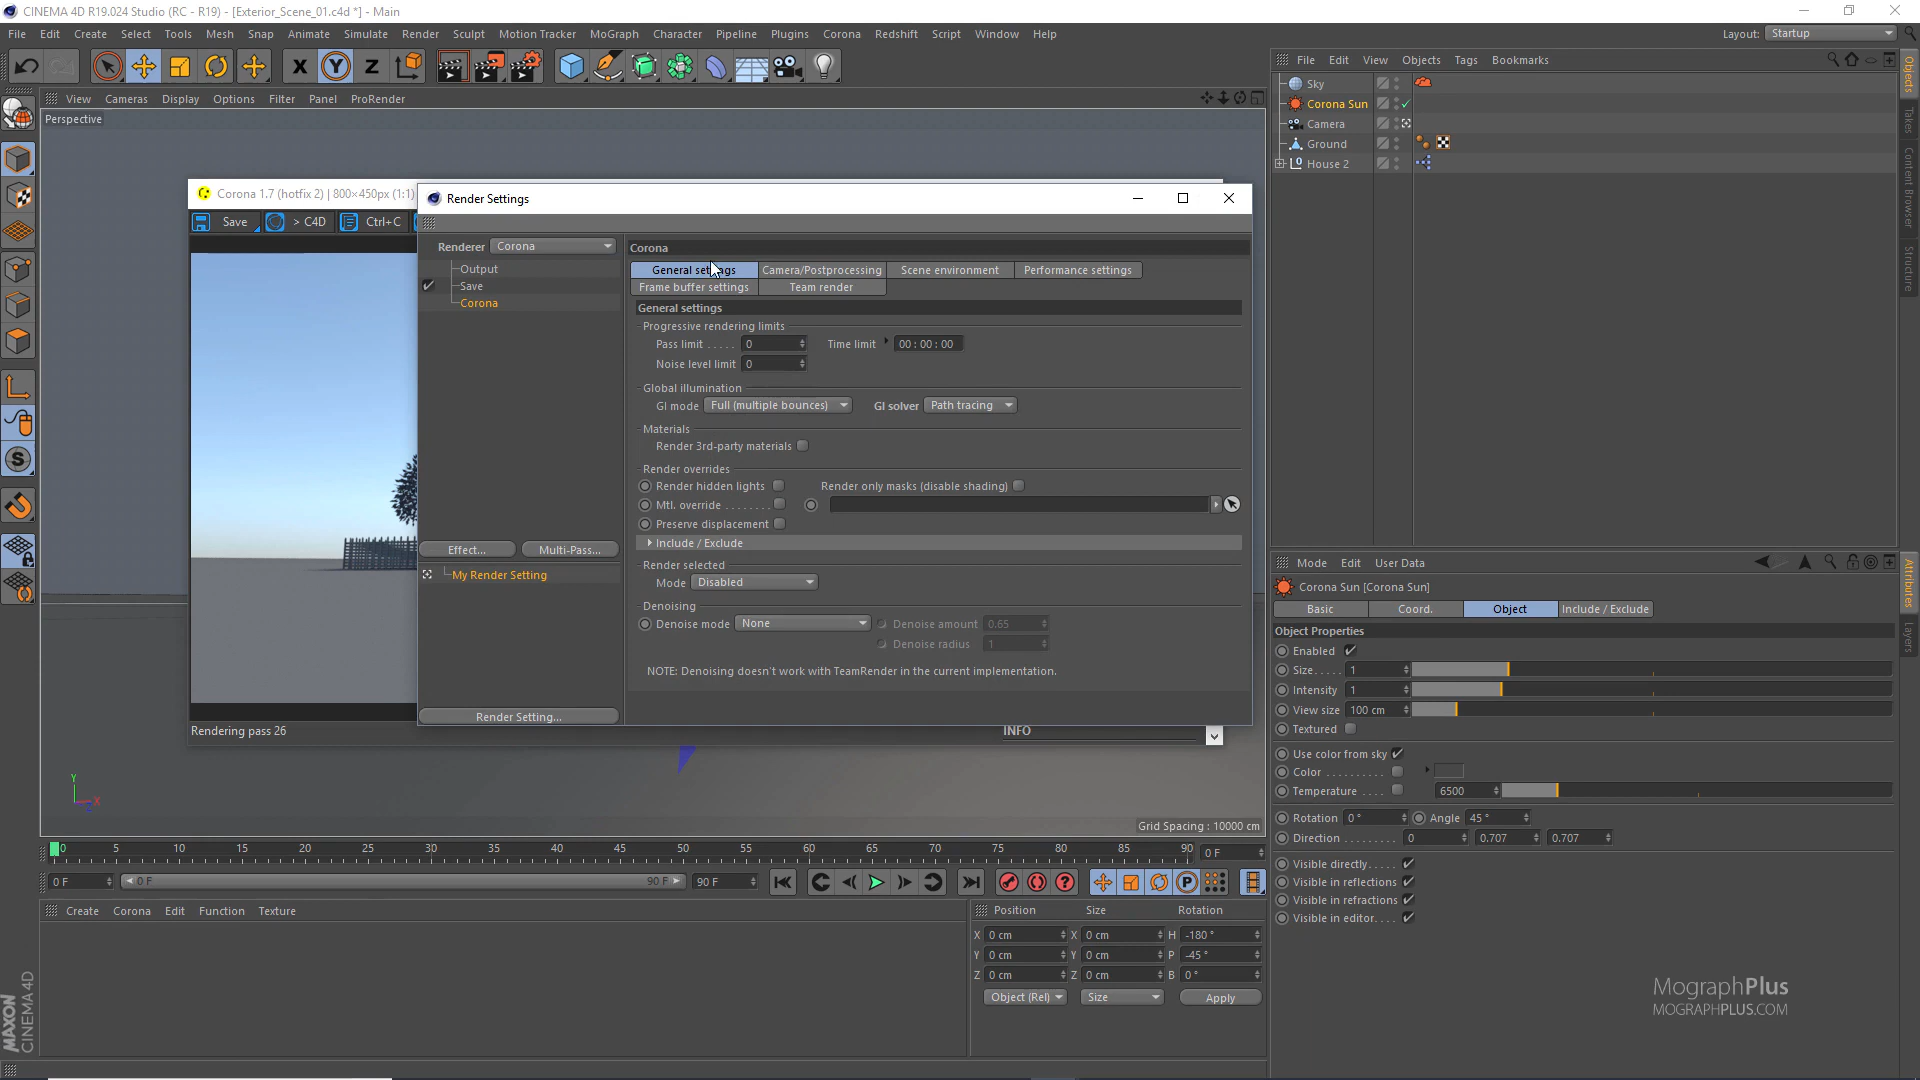 CINEMA 4D R19.024 Studio (RC - R19) - [Exterior_Scene_01.c4d *] - Main
File Edit Create Select Tools Mesh Snap Animate Simulate Render Sculpt Motion Tracker MoGraph Character Pipeline Plugins Corona Redshift Script Window Help Layout: Startup
X Y Z
File Edit View Objects Tags Bookmarks
View Cameras Display Options Filter Panel ProRender
Perspective
Sky
Corona Sun
Camera
Ground
House 2
Objects
Takes
Content Browser
Structure
Corona 1.7 (hotfix 2) | 800×450px (1:1)
Save > C4D Ctrl+C
Render Settings
Renderer Corona
Output
Save
Corona
Effect... Multi-Pass...
My Render Setting
Render Setting...
Corona
General settings Camera/Postprocessing Scene environment Performance settings
Frame buffer settings Team render
General settings
Progressive rendering limits
Pass limit ..... 0 Time limit 00 : 00 : 00
Noise level limit 0
Global illumination
GI mode Full (multiple bounces) GI solver Path tracing
Materials
Render 3rd-party materials
Render overrides
Render hidden lights Render only masks (disable shading)
Mtl. override ........
Preserve displacement
Include / Exclude
Render selected
Mode Disabled
Denoising
Denoise mode None Denoise amount 0.65
Denoise radius 1
NOTE: Denoising doesn't work with TeamRender in the current implementation.
Rendering pass 26 INFO
Y
X
Z
Grid Spacing : 10000 cm
0 5 10 15 20 25 30 35 40 45 50 55 60 65 70 75 80 85 90 0 F
0 F 0 F 90 F 90 F
Create Corona Edit Function Texture
Position Size Rotation
X 0 cm X 0 cm H -180 °
Y 0 cm Y 0 cm P -45 °
Z 0 cm Z 0 cm B 0 °
Object (Rel) Size Apply
MAXON
CINEMA 4D
Mode Edit User Data
Corona Sun [Corona Sun]
Basic Coord. Object Include / Exclude
Object Properties
Enabled
Size..... 1
Intensity 1
View size 100 cm
Textured
Use color from sky
Color ..........
Temperature .... 6500
Rotation 0 ° Angle 45 °
Direction ......... 0 0.707 0.707
Visible directly.....
Visible in reflections
Visible in refractions
Visible in editor....
Attributes
Layers
MographPlus
MOGRAPHPLUS.COM